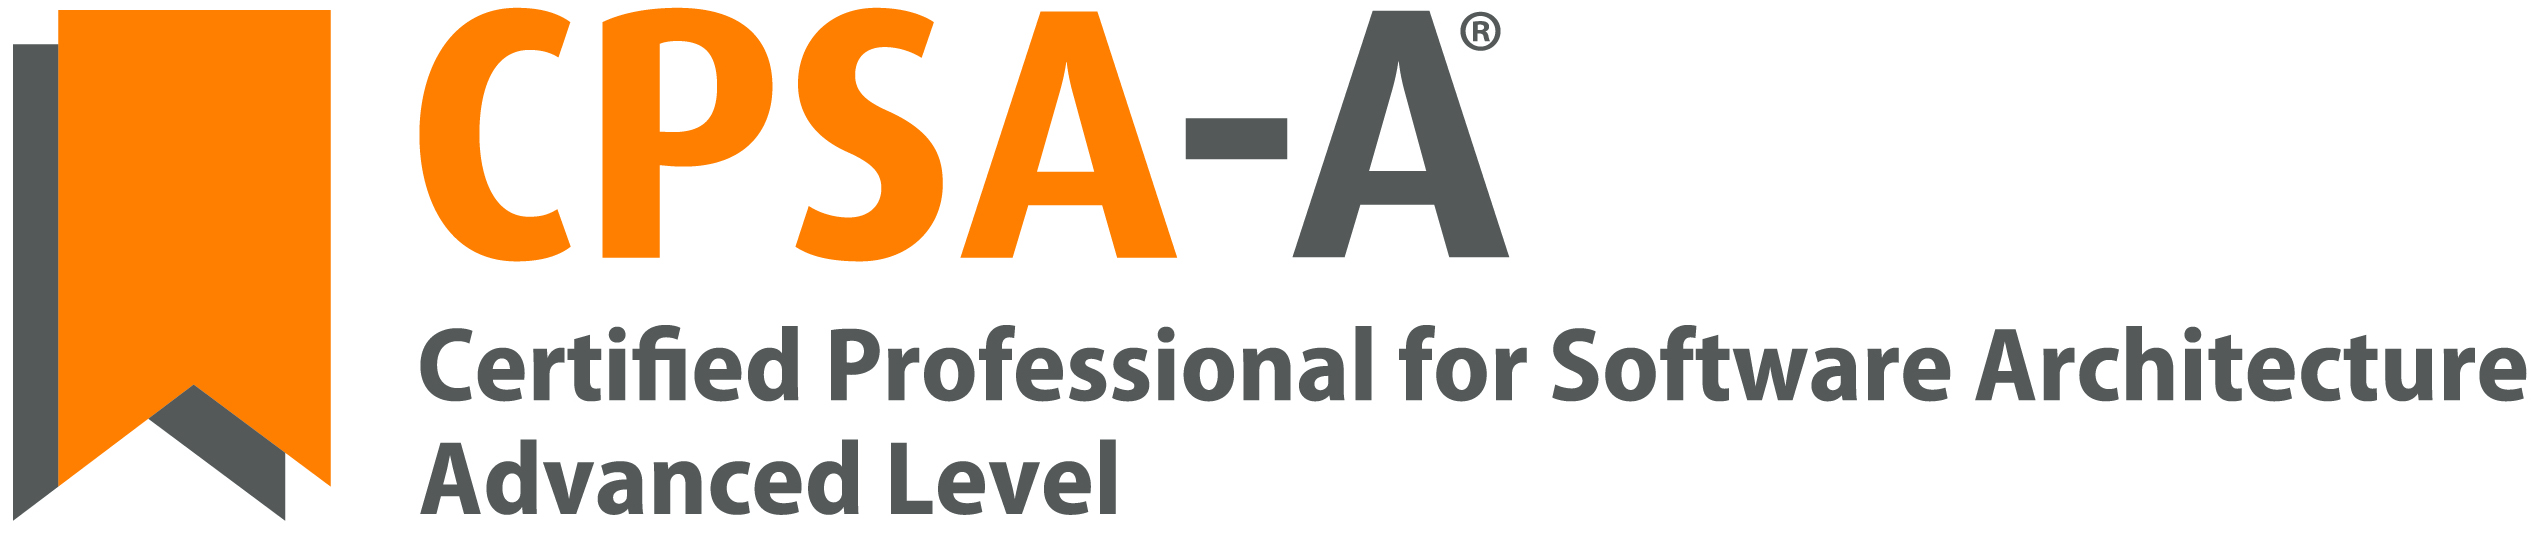 CPSA-A®
Certified Professional for Software Architecture
Advanced Level